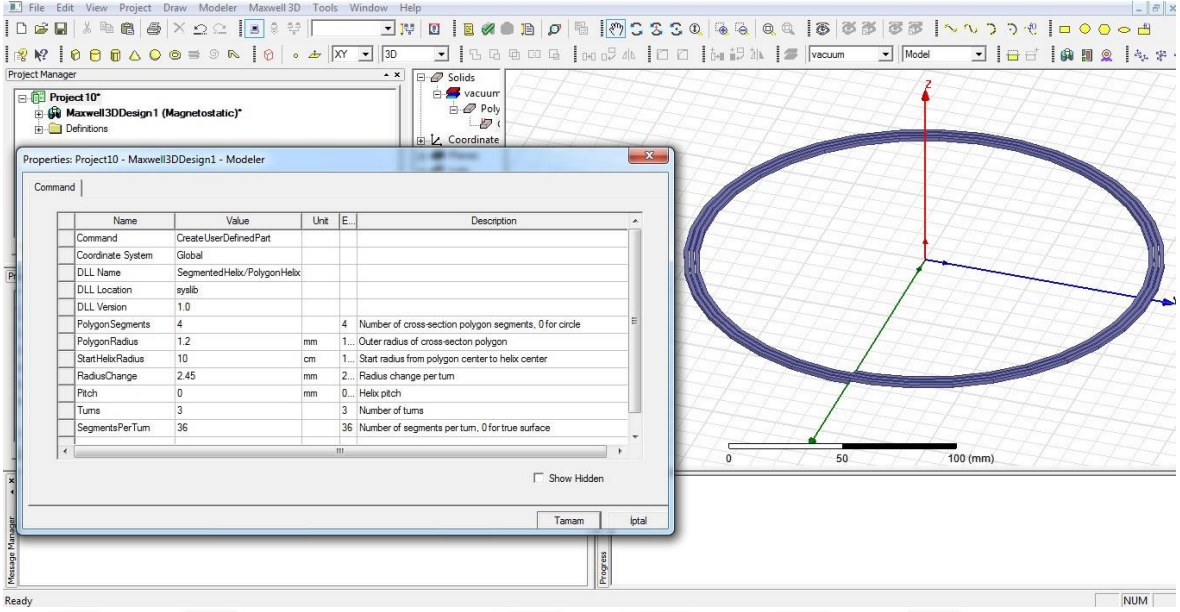 File Edit View Project Draw Modeler Maxwell 3D Tools Window Help
XY 3D vacuum Model
Project Manager
Project10*
Maxwell3DDesign1 (Magnetostatic)*
Definitions
Solids
vacuum
Poly
Coordinate
Properties: Project10 - Maxwell3DDesign1 - Modeler
Command
Name Value Unit E... Description
Command CreateUserDefinedPart
Coordinate System Global
DLL Name SegmentedHelix/PolygonHelix
DLL Location syslib
DLL Version 1.0
PolygonSegments 4 4 Number of cross-section polygon segments, 0 for circle
PolygonRadius 1.2 mm 1... Outer radius of cross-secton polygon
StartHelixRadius 10 cm 1... Start radius from polygon center to helix center
RadiusChange 2.45 mm 2... Radius change per turn
Pitch 0 mm 0... Helix pitch
Turns 3 3 Number of turns
SegmentsPerTurn 36 36 Number of segments per turn, 0 for true surface
Show Hidden
Tamam İptal
Z
0 50 100 (mm)
Message Manager
Progress
Ready NUM